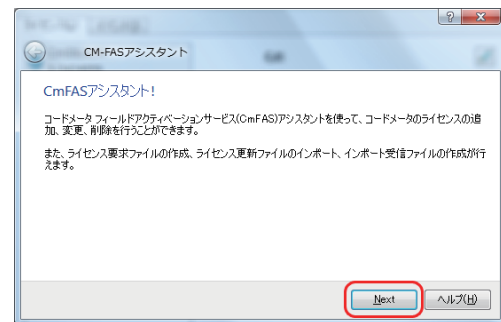 CM-FASアシスタント
CmFASアシスタント!
コードメータ フィールドアクティベーションサービス(CmFAS)アシスタントを使って、コードメータのライセンスの追
加、変更、削除を行うことができます。
また、ライセンス要求ファイルの作成、ライセンス更新ファイルのインポート、インポート受信ファイルの作成が行
えます。
Next
ヘルプ(H)